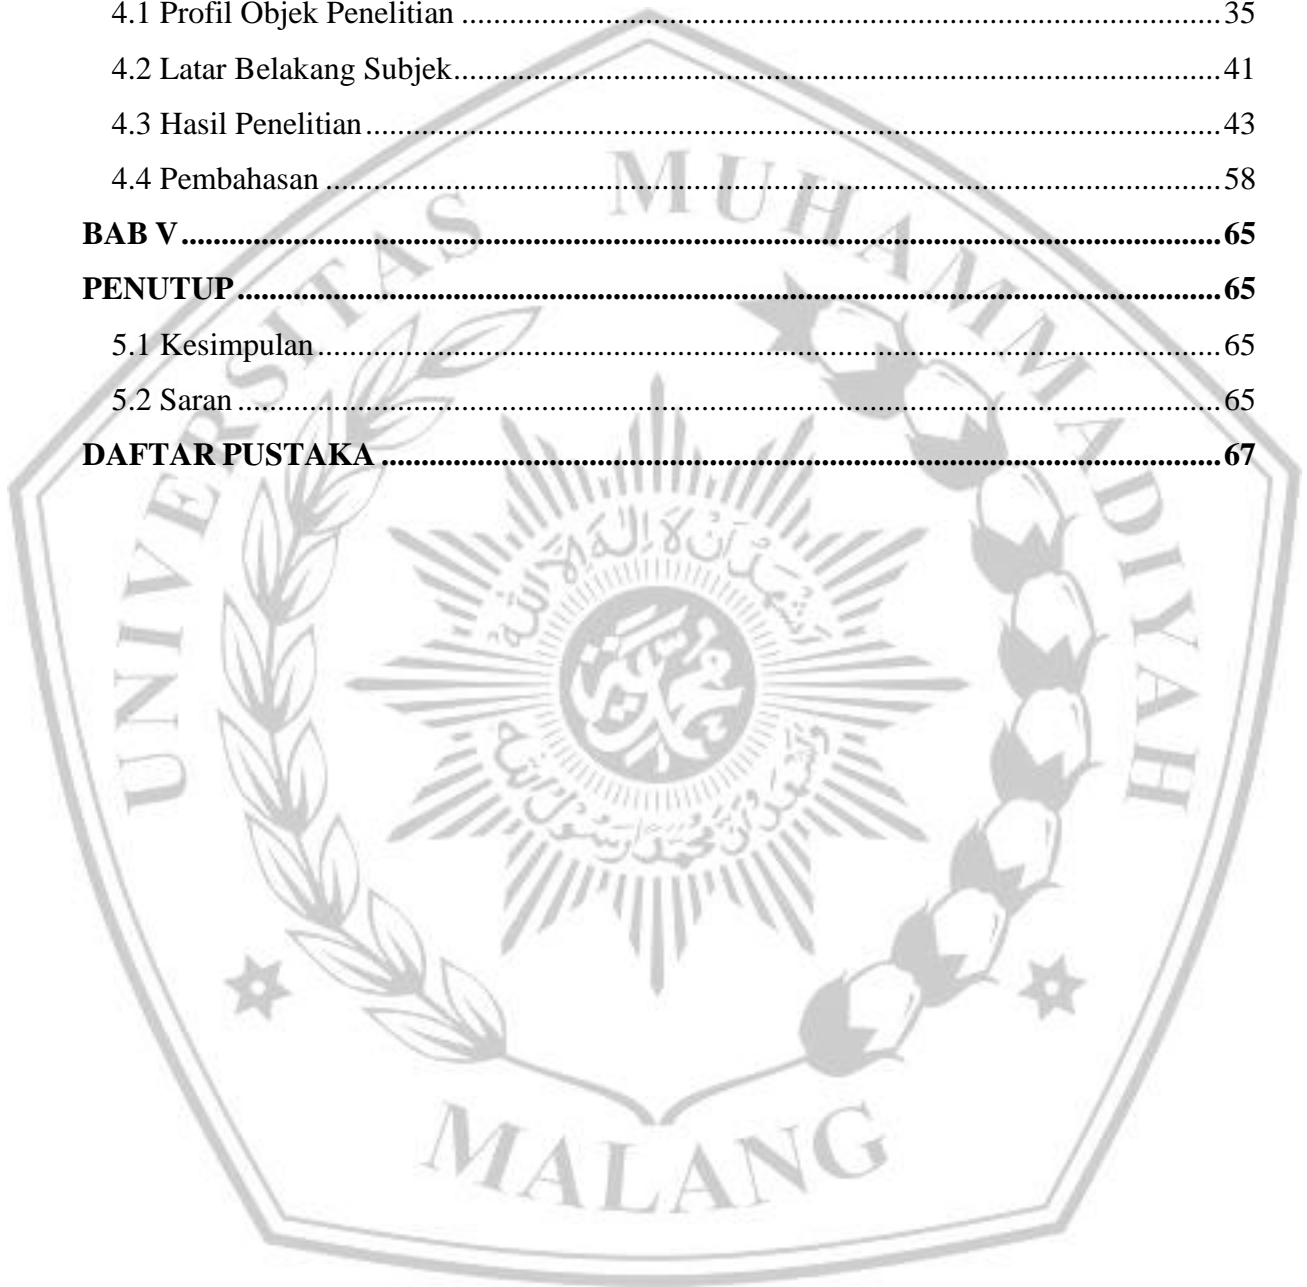 4.1 Profil Objek Penelitian ........................................................ 35
4.2 Latar Belakang Subjek ........................................................ 41
4.3 Hasil Penelitian ........................................................ 43
4.4 Pembahasan ........................................................ 58
BAB V ........................................................ 65
PENUTUP ........................................................ 65
5.1 Kesimpulan ........................................................ 65
5.2 Saran ........................................................ 65
DAFTAR PUSTAKA ........................................................ 67
UNIVERSITAS MUHAMMADIYAH
MALANG